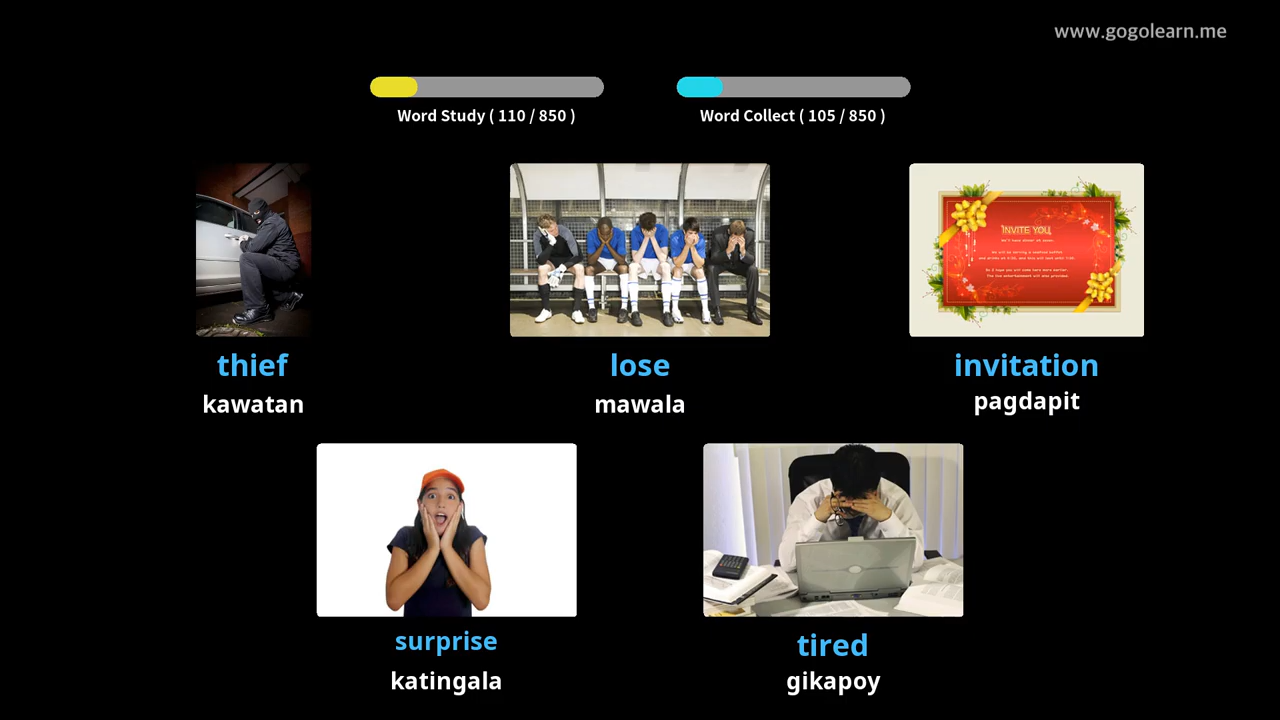 www.gogolearn.me
Word Study ( 110 / 850 )
Word Collect ( 105 / 850 )
INVITE YOU
thief
lose
invitation
kawatan
mawala
pagdapit
surprise
tired
katingala
gikapoy